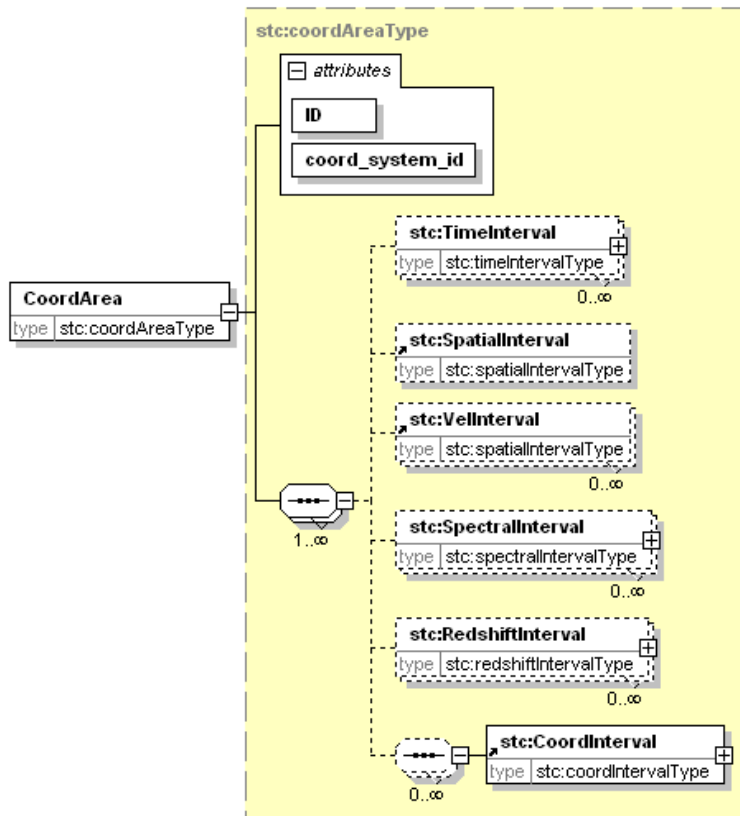 stc:coordAreaType
attributes
ID
coord_system_id
stc:TimeInterval
type stc:timeIntervalType
0..∞
CoordArea
type stc:coordAreaType
stc:SpatialInterval
type stc:spatialIntervalType
stc:VelInterval
type stc:spatialIntervalType
0..∞
1..∞
stc:SpectralInterval
type stc:spectralIntervalType
0..∞
stc:RedshiftInterval
type stc:redshiftIntervalType
0..∞
stc:CoordInterval
type stc:coordIntervalType
0..∞